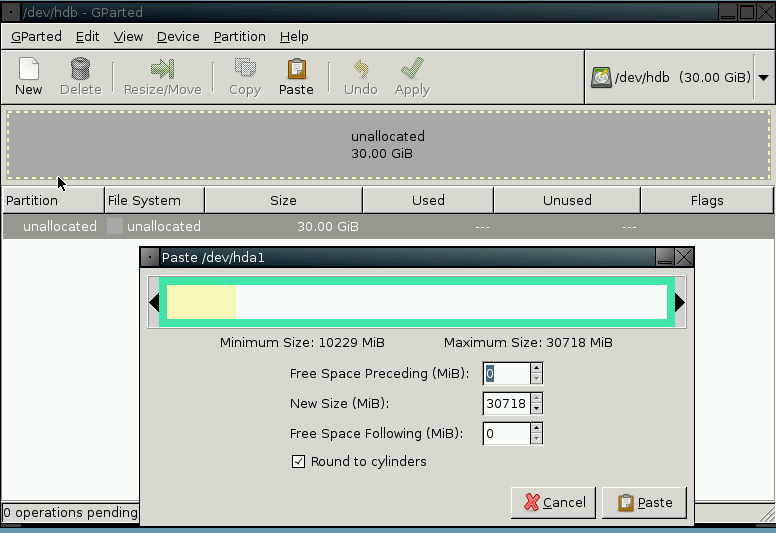 /dev/hdb - GParted
GParted Edit View Device Partition Help
New Delete Resize/Move Copy Paste Undo Apply /dev/hdb (30.00 GiB)
unallocated
30.00 GiB
Partition File System Size Used Unused Flags
unallocated unallocated 30.00 GiB --- ---
Paste /dev/hda1
Minimum Size: 10229 MiB Maximum Size: 30718 MiB
Free Space Preceding (MiB): 0
New Size (MiB): 30718
Free Space Following (MiB): 0
Round to cylinders
Cancel Paste
0 operations pending